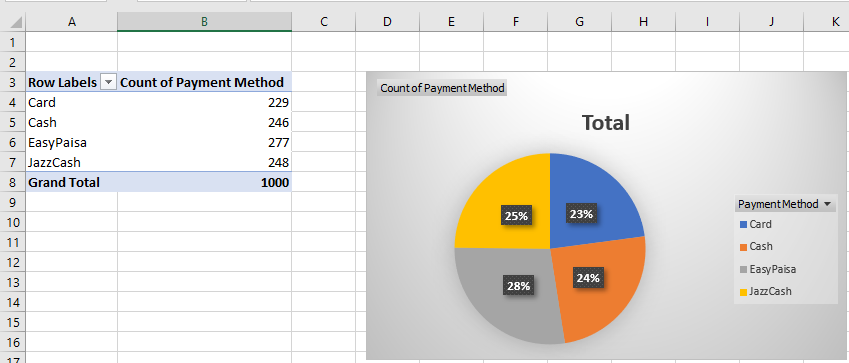 A B C D E F G H I J K
1
2
3 Row Labels Count of Payment Method
4 Card 229
5 Cash 246
6 EasyPaisa 277
7 JazzCash 248
8 Grand Total 1000
9
10
11
12
13
14
15
16
17
Count of Payment Method
Total
25% 23%
28% 24%
Payment Method
Card
Cash
EasyPaisa
JazzCash